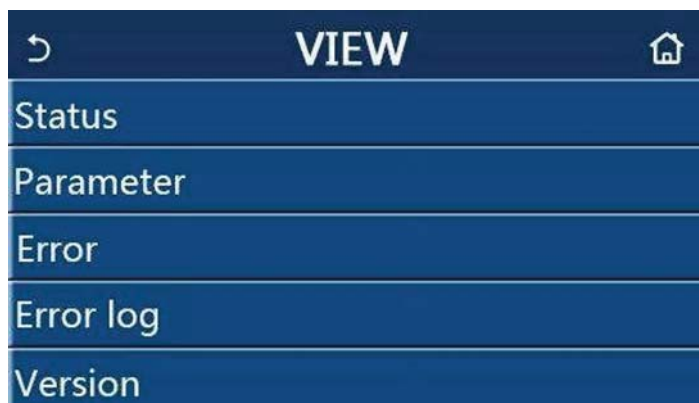 VIEW
Status
Parameter
Error
Error log
Version